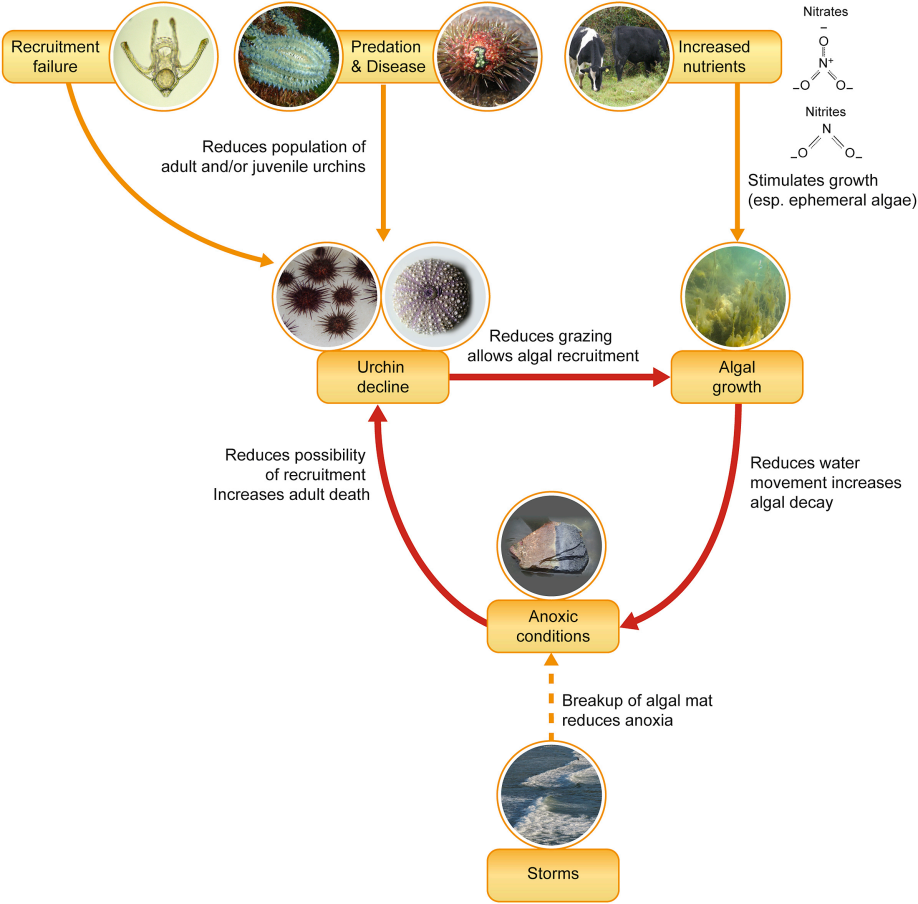 Recruitment
failure
Predation
& Disease
Increased
nutrients
Nitrates
−
O
N+
−O O−
Nitrites
N
−O O−
Reduces population of
adult and/or juvenile urchins
Stimulates growth
(esp. ephemeral algae)
Reduces grazing
allows algal recruitment
Urchin
decline
Algal
growth
Reduces possibility
of recruitment
Increases adult death
Reduces water
movement increases
algal decay
Anoxic
conditions
Breakup of algal mat
reduces anoxia
Storms